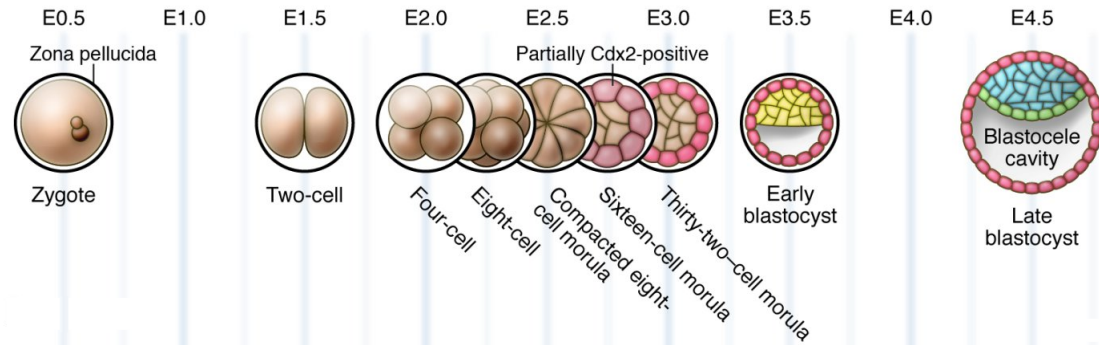 E0.5 E1.0 E1.5 E2.0 E2.5 E3.0 E3.5 E4.0 E4.5
Zona pellucida
Partially Cdx2-positive
Blastocele
cavity
Zygote
Two-cell
Four-cell
Eight-cell
Compacted eight-
cell morula
Sixteen-cell morula
Thirty-two–cell morula
Early
blastocyst
Late
blastocyst